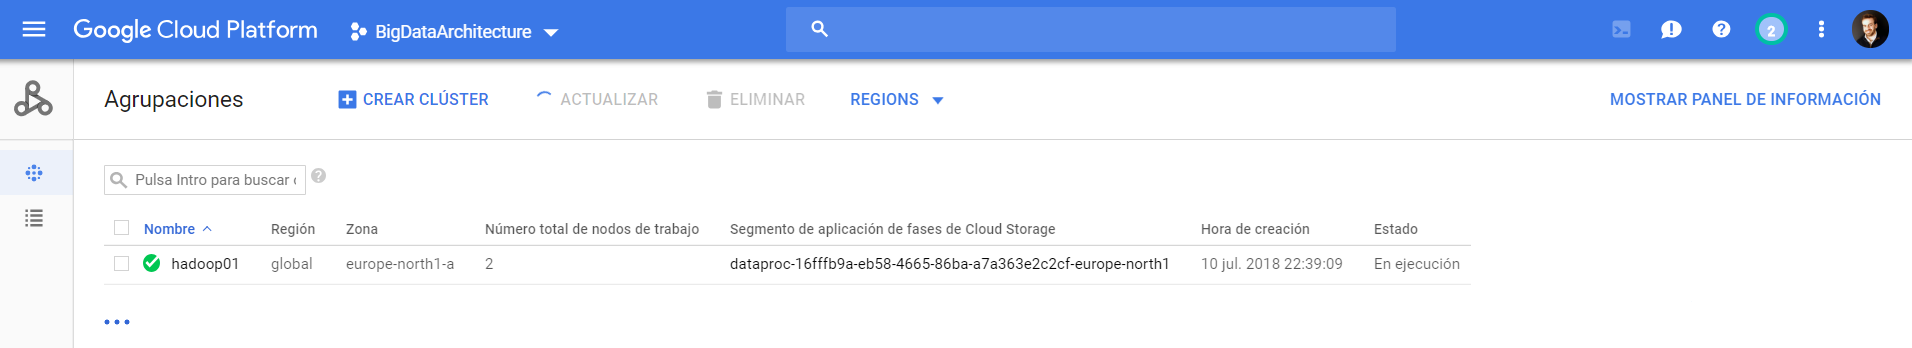 Google Cloud Platform BigDataArchitecture 2
Agrupaciones CREAR CLÚSTER ACTUALIZAR ELIMINAR REGIONS MOSTRAR PANEL DE INFORMACIÓN
Pulsa Intro para buscar
Nombre Región Zona Número total de nodos de trabajo Segmento de aplicación de fases de Cloud Storage Hora de creación Estado
hadoop01 global europe-north1-a 2 dataproc-16fffb9a-eb58-4665-86ba-a7a363e2c2cf-europe-north1 10 jul. 2018 22:39:09 En ejecución